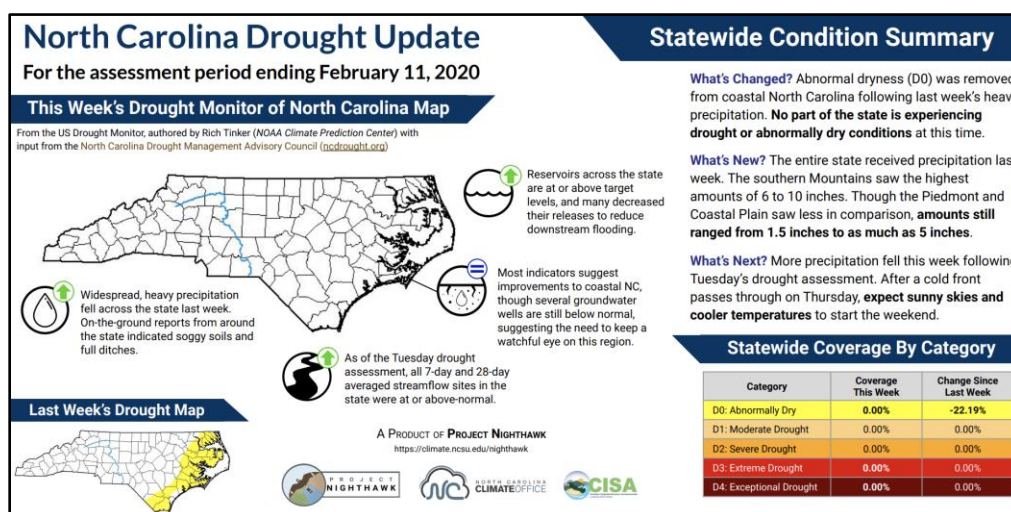 North Carolina Drought Update
For the assessment period ending February 11, 2020
This Week's Drought Monitor of North Carolina Map
From the US Drought Monitor, authored by Rich Tinker (NOAA Climate Prediction Center) with
input from the North Carolina Drought Management Advisory Council (ncdrought.org)
Reservoirs across the state
are at or above target
levels, and many decreased
their releases to reduce
downstream flooding.
Most indicators suggest
improvements to coastal NC,
though several groundwater
wells are still below normal,
suggesting the need to keep a
watchful eye on this region.
Widespread, heavy precipitation
fell across the state last week.
On-the-ground reports from around
the state indicated soggy soils and
full ditches.
As of the Tuesday drought
assessment, all 7-day and 28-day
averaged streamflow sites in the
state were at or above-normal.
Last Week's Drought Map
A PRODUCT OF PROJECT NIGHTHAWK
https://climate.ncsu.edu/nighthawk
PROJECT
NIGHTHAWK
NC
NORTH CAROLINA
CLIMATEOFFICE
CISA
Statewide Condition Summary
What's Changed? Abnormal dryness (D0) was removed
from coastal North Carolina following last week's heav
precipitation. No part of the state is experiencing
drought or abnormally dry conditions at this time.
What's New? The entire state received precipitation las
week. The southern Mountains saw the highest
amounts of 6 to 10 inches. Though the Piedmont and
Coastal Plain saw less in comparison, amounts still
ranged from 1.5 inches to as much as 5 inches.
What's Next? More precipitation fell this week followin
Tuesday's drought assessment. After a cold front
passes through on Thursday, expect sunny skies and
cooler temperatures to start the weekend.
Statewide Coverage By Category
Category Coverage This Week Change Since Last Week
D0: Abnormally Dry 0.00% -22.19%
D1: Moderate Drought 0.00% 0.00%
D2: Severe Drought 0.00% 0.00%
D3: Extreme Drought 0.00% 0.00%
D4: Exceptional Drought 0.00% 0.00%